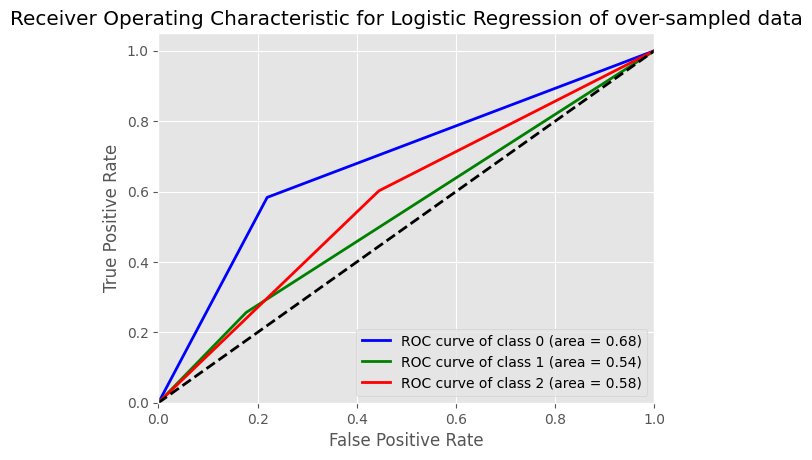 Receiver Operating Characteristic for Logistic Regression of over-sampled data
1.0
0.8
0.6
0.4
0.2
0.0
True Positive Rate
ROC curve of class 0 (area = 0.68)
ROC curve of class 1 (area = 0.54)
ROC curve of class 2 (area = 0.58)
0.0 0.2 0.4 0.6 0.8 1.0
False Positive Rate